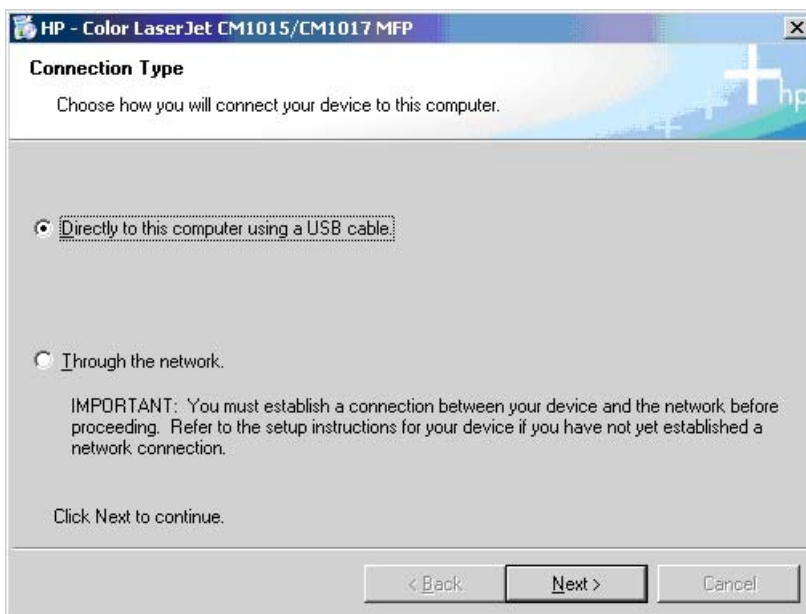 HP - Color LaserJet CM1015/CM1017 MFP
Connection Type
Choose how you will connect your device to this computer.
hp
Directly to this computer using a USB cable.
Through the network.
IMPORTANT: You must establish a connection between your device and the network before
proceeding. Refer to the setup instructions for your device if you have not yet established a
network connection.
Click Next to continue.
< Back
Next >
Cancel